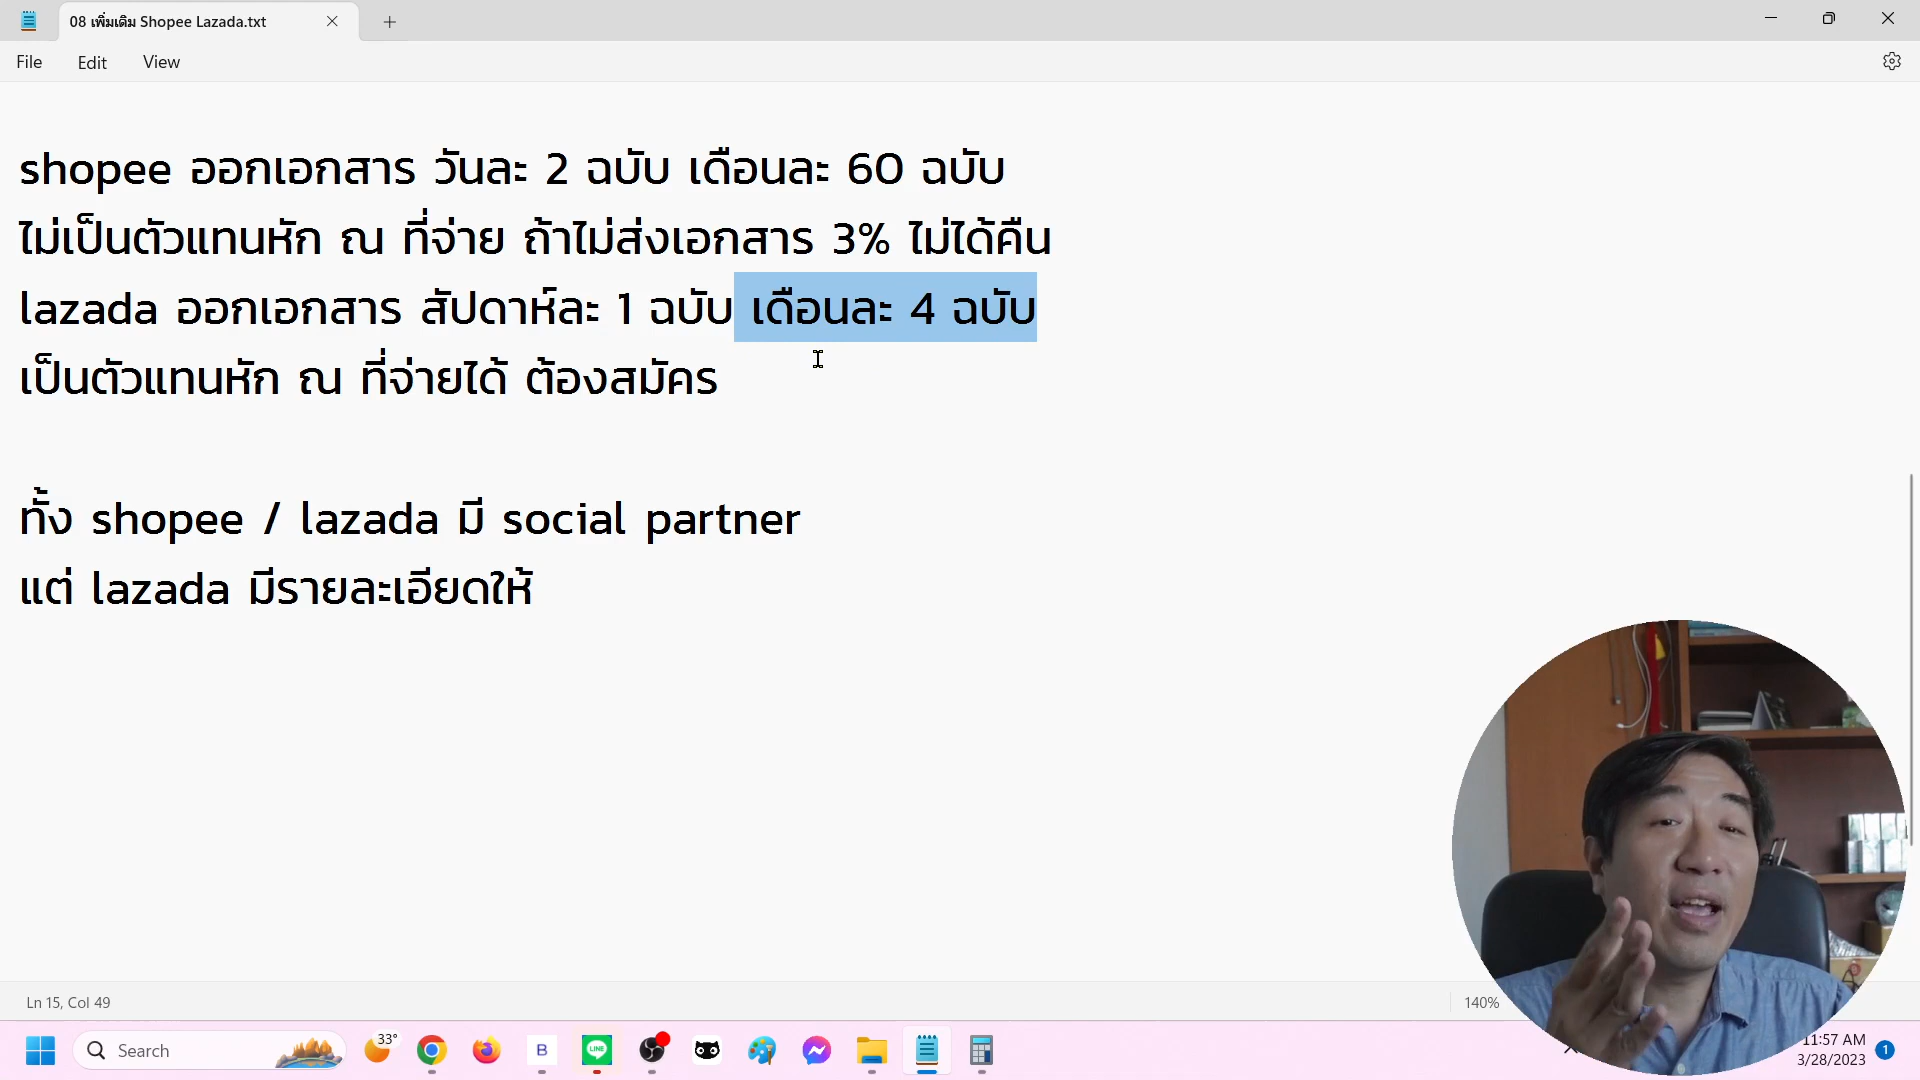 08 เพิ่มเติม Shopee Lazada.txt
File Edit View
shopee ออกเอกสาร วันละ 2 ฉบับ เดือนละ 60 ฉบับ
ไม่เป็นตัวแทนหัก ณ ที่จ่าย ถ้าไม่ส่งเอกสาร 3% ไม่ได้คืน
lazada ออกเอกสาร สัปดาห์ละ 1 ฉบับ เดือนละ 4 ฉบับ
เป็นตัวแทนหัก ณ ที่จ่ายได้ ต้องสมัคร
ทั้ง shopee / lazada มี social partner
แต่ lazada มีรายละเอียดให้
Ln 15, Col 49
140%
Search
33°
B
LINE
11:57 AM
3/28/2023
1